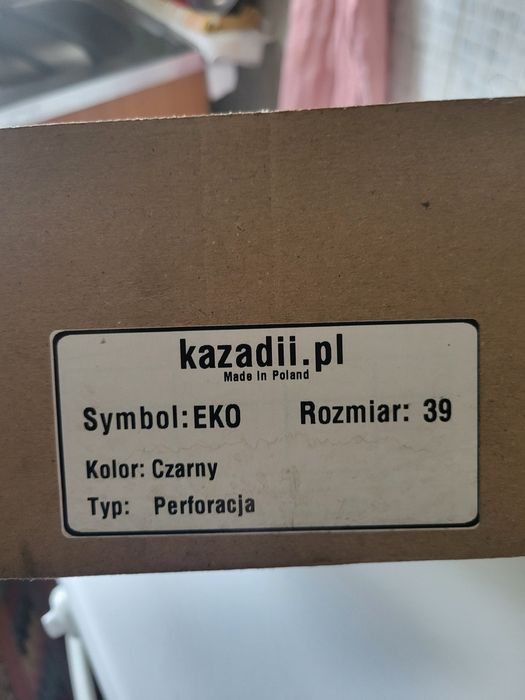 kazadii.pl
Made In Poland
Symbol: EKO Rozmiar: 39
Kolor: Czarny
Typ: Perforacja